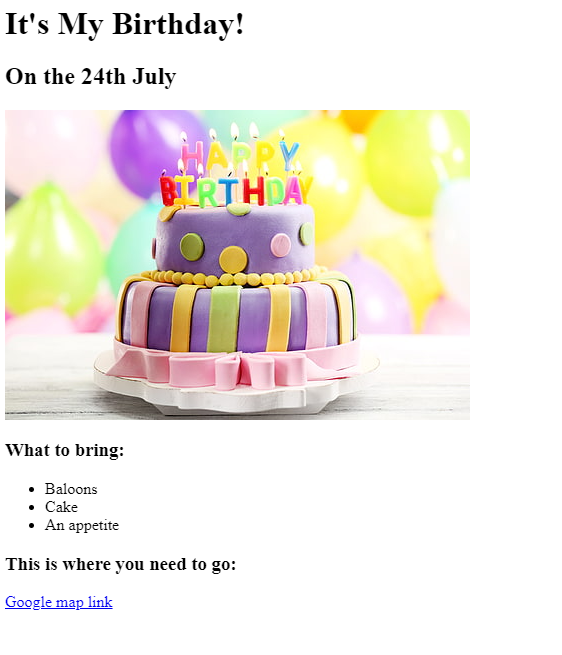 It's My Birthday!
On the 24th July
HAPPY
BIRTHDAY
What to bring:
Baloons
Cake
An appetite
This is where you need to go:
Google map link